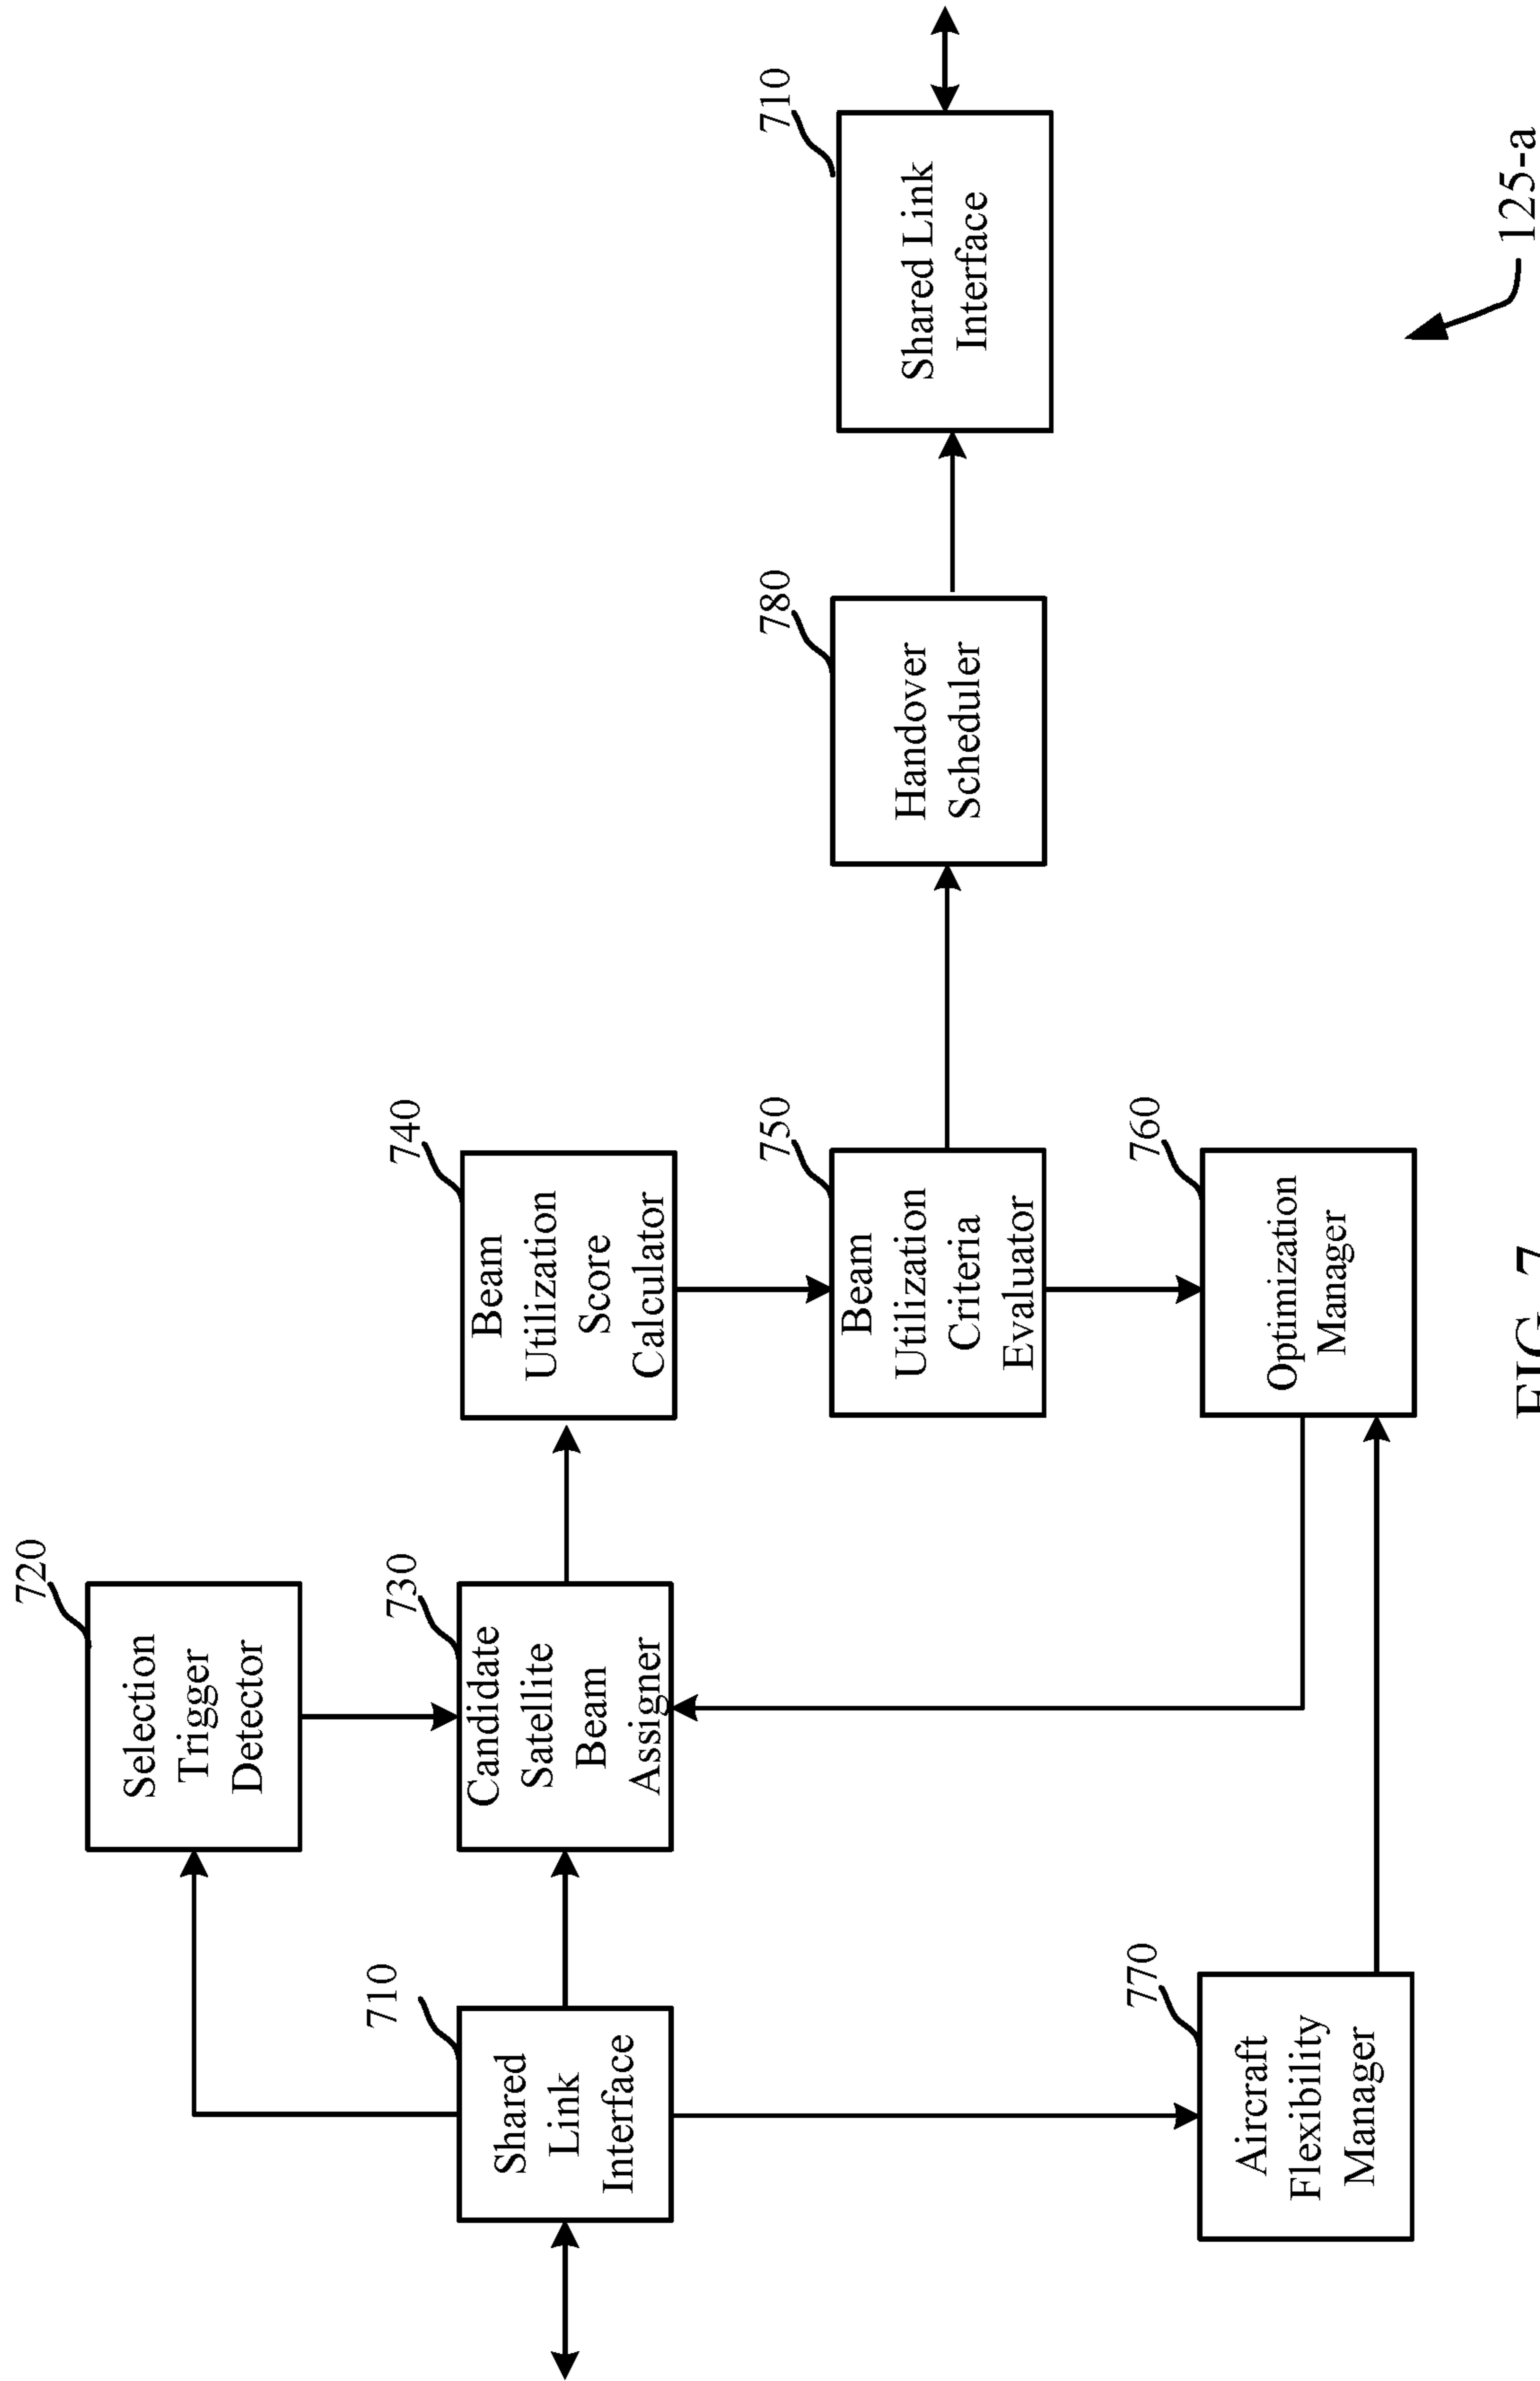 720
Selection
Trigger
Detector
710
Shared
Link
Interface
730
Candidate
Satellite
Beam
Assigner
740
Beam
Utilization
Score
Calculator
770
Aircraft
Flexibility
Manager
750
Beam
Utilization
Criteria
Evaluator
760
Optimization
Manager
780
Handover
Scheduler
710
Shared Link
Interface
125-a
FIG. 7